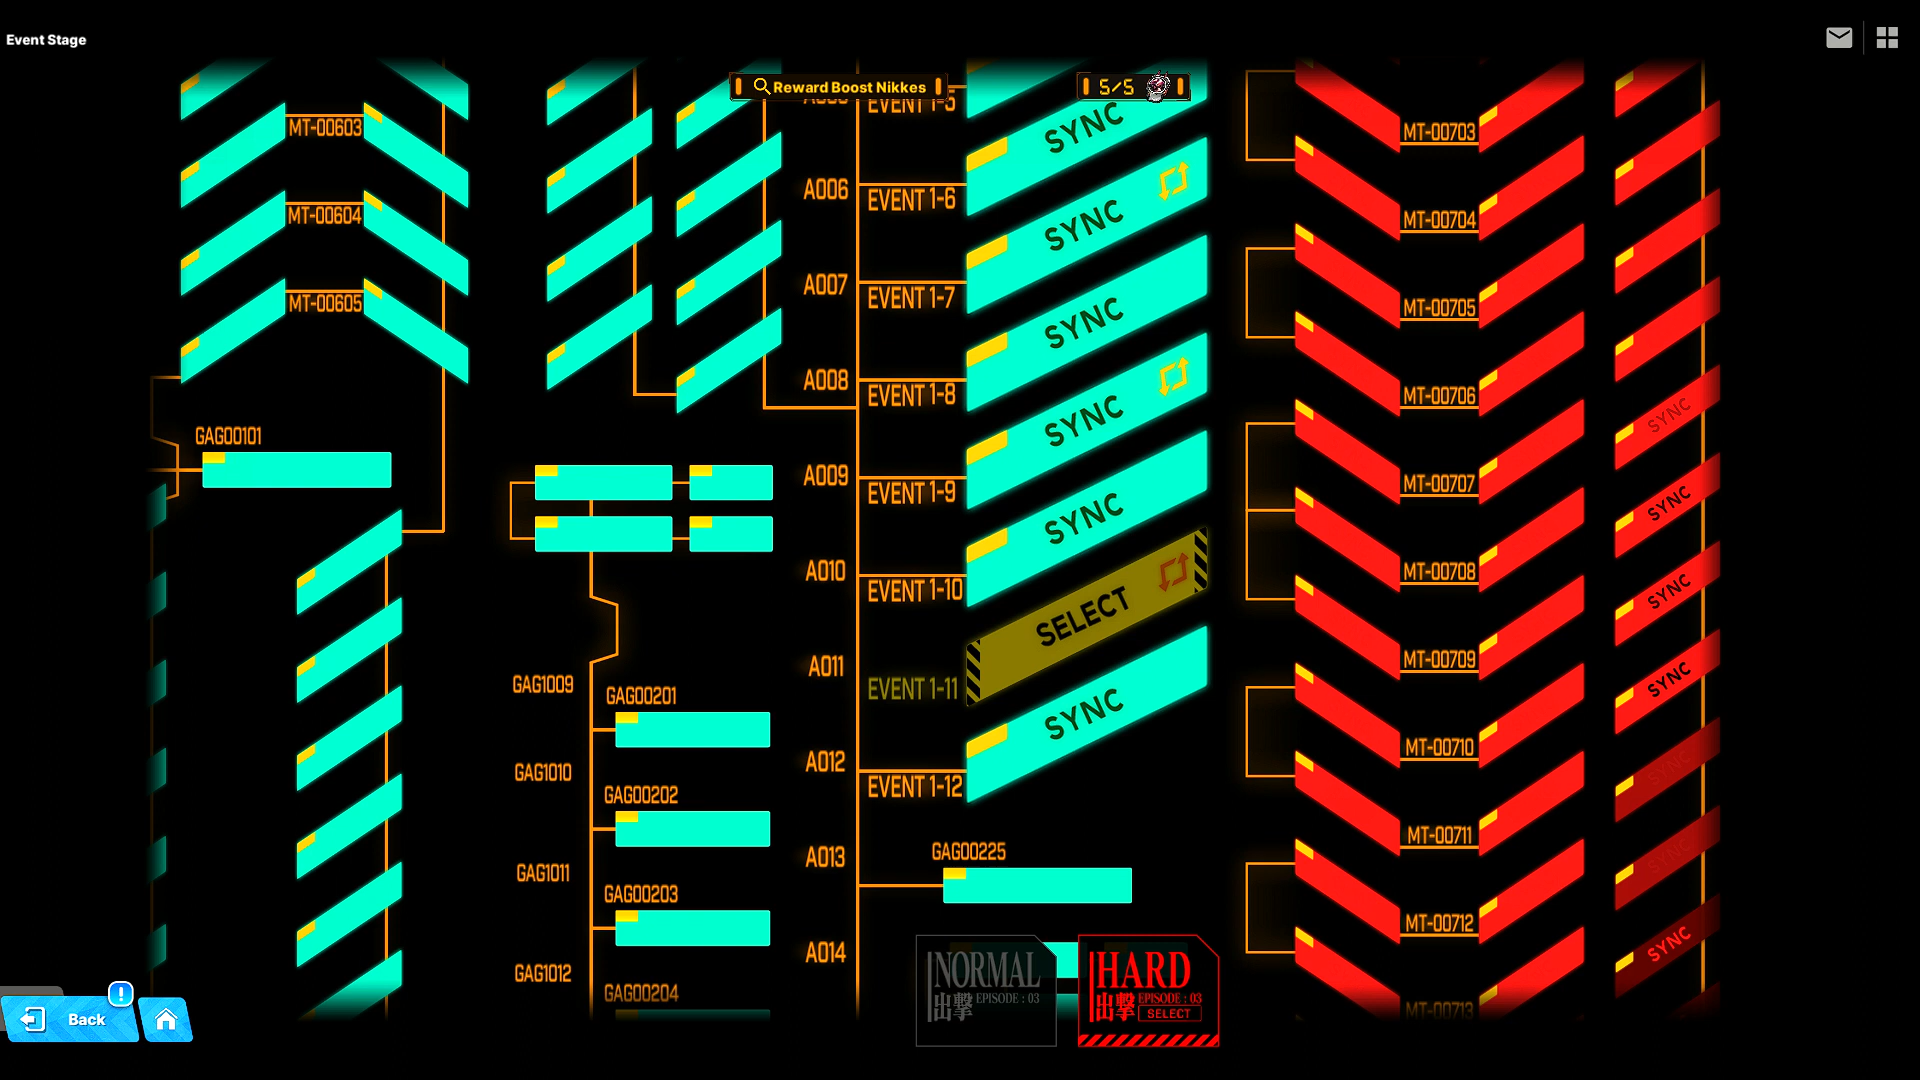 Event Stage
Reward Boost Nikkes
5/5
MT-00603
MT-00604
MT-00605
GAG00101
GAG1009
GAG1010
GAG1011
GAG1012
GAG00201
GAG00202
GAG00203
GAG00204
EVENT 1-5
SYNC
A006
EVENT 1-6
SYNC
A007
EVENT 1-7
SYNC
A008
EVENT 1-8
SYNC
A009
EVENT 1-9
SYNC
A010
EVENT 1-10
SELECT
A011
EVENT 1-11
SYNC
A012
EVENT 1-12
A013
GAG00225
A014
MT-00703
MT-00704
MT-00705
MT-00706
MT-00707
MT-00708
MT-00709
MT-00710
MT-00711
MT-00712
MT-00713
SYNC
SYNC
SYNC
SYNC
SYNC
SYNC
SYNC
NORMAL
出撃 EPISODE : 03
HARD
出撃 EPISODE : 03
SELECT
!
Back